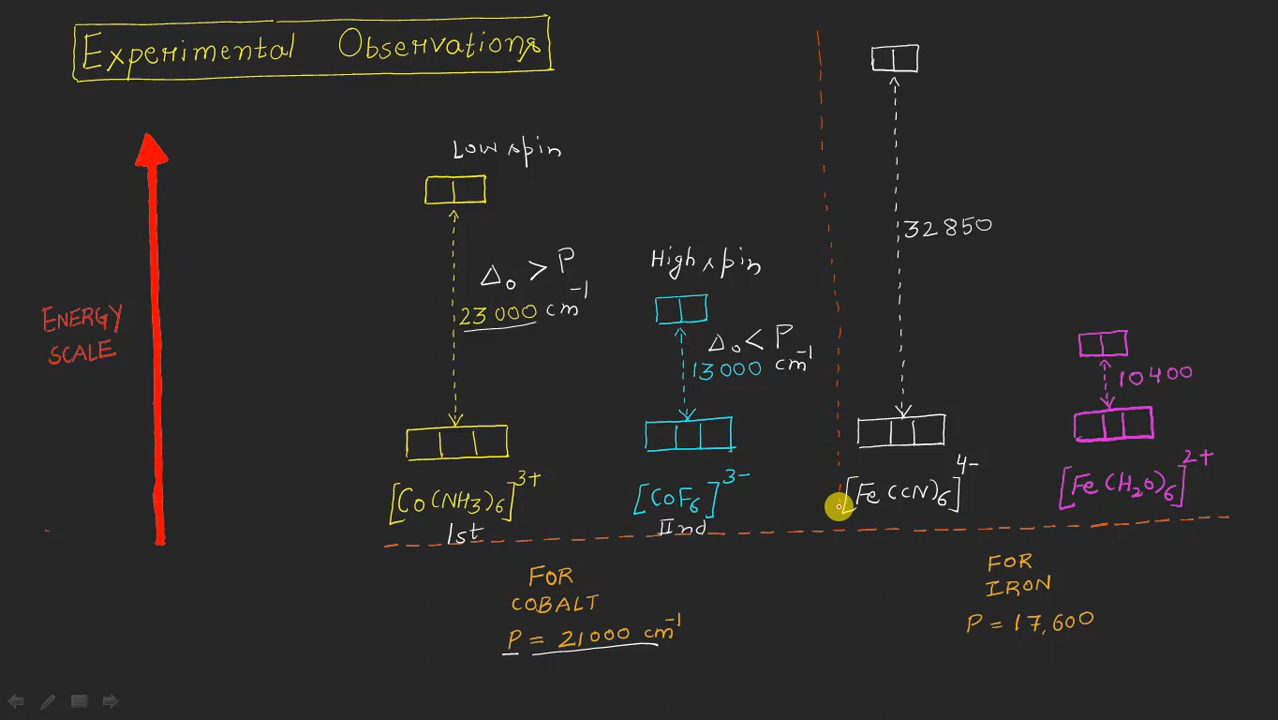 Experimental Observations
ENERGY
SCALE
Low spin
Δ₀ > P
23000 cm⁻¹
[Co(NH₃)₆]³⁺
1st
High spin
Δ₀ < P
13000 cm⁻¹
[CoF₆]³⁻
IInd
32850
[Fe(CN)₆]⁴⁻
10400
[Fe(H₂O)₆]²⁺
FOR
COBALT
P = 21000 cm⁻¹
FOR
IRON
P = 17,600